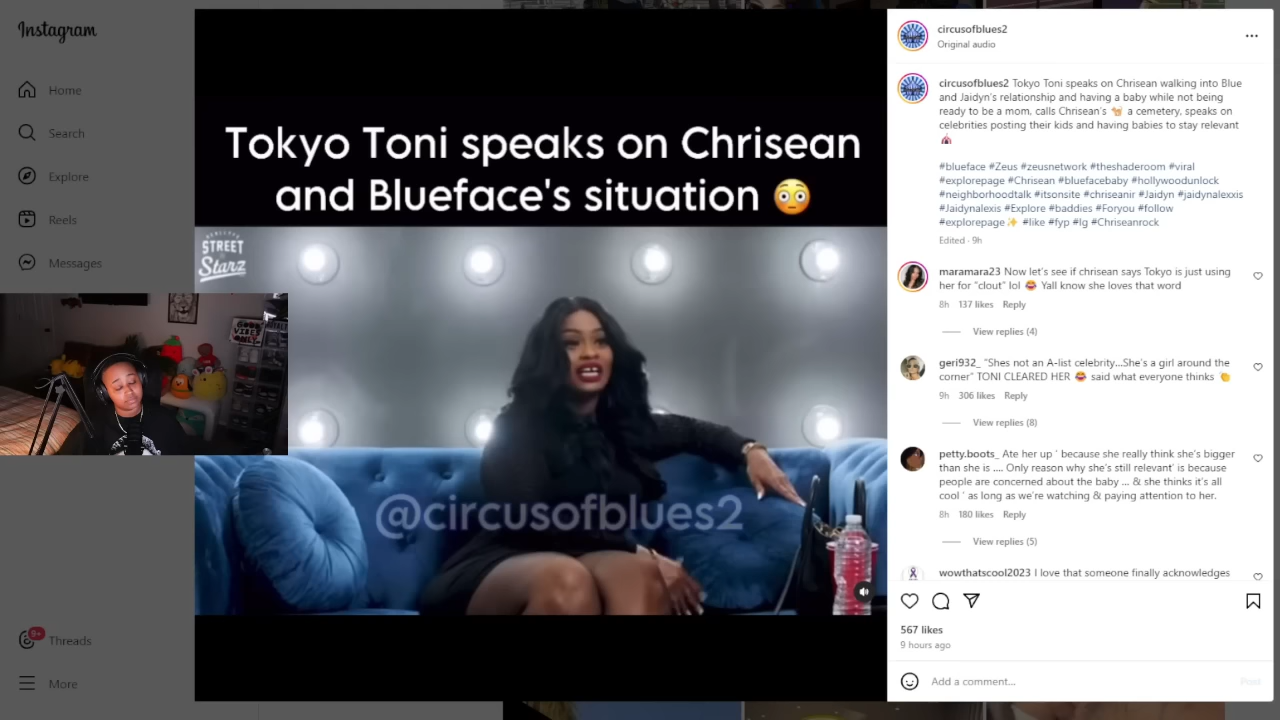 Instagram
Home
Search
Explore
Reels
Messages
9+
Threads
More
Tokyo Toni speaks on Chrisean
and Blueface's situation 😳
STREET
Starz
GOOD
VIBES
ONLY
@circusofblues2
circusofblues2
Original audio
circusofblues2 Tokyo Toni speaks on Chrisean walking into Blue
and Jaidyn's relationship and having a baby while not being
ready to be a mom, calls Chrisean's 🐈 a cemetery, speaks on
celebrities posting their kids and having babies to stay relevant
🎪
#blueface #Zeus #zeusnetwork #theshaderoom #viral
#explorepage #Chrisean #bluefacebaby #hollywoodunlock
#neighborhoodtalk #itsonsite #chriseanir #Jaidyn #jaidynalexxis
#Jaidynalexis #Explore #baddies #Foryou #follow
#explorepage✨ #like #fyp #Ig #Chriseanrock
Edited · 9h
maramara23 Now let's see if chrisean says Tokyo is just using
her for "clout" lol 😂 Yall know she loves that word
8h 137 likes Reply
View replies (4)
geri932_ "Shes not an A-list celebrity...She's a girl around the
corner" TONI CLEARED HER 😂 said what everyone thinks 👏
9h 306 likes Reply
View replies (8)
petty.boots_ Ate her up ' because she really think she's bigger
than she is .... Only reason why she's still relevant' is because
people are concerned about the baby ... & she thinks it's all
cool ' as long as we're watching & paying attention to her.
8h 180 likes Reply
View replies (5)
wowthatscool2023 I love that someone finally acknowledges
567 likes
9 hours ago
Add a comment...
Post